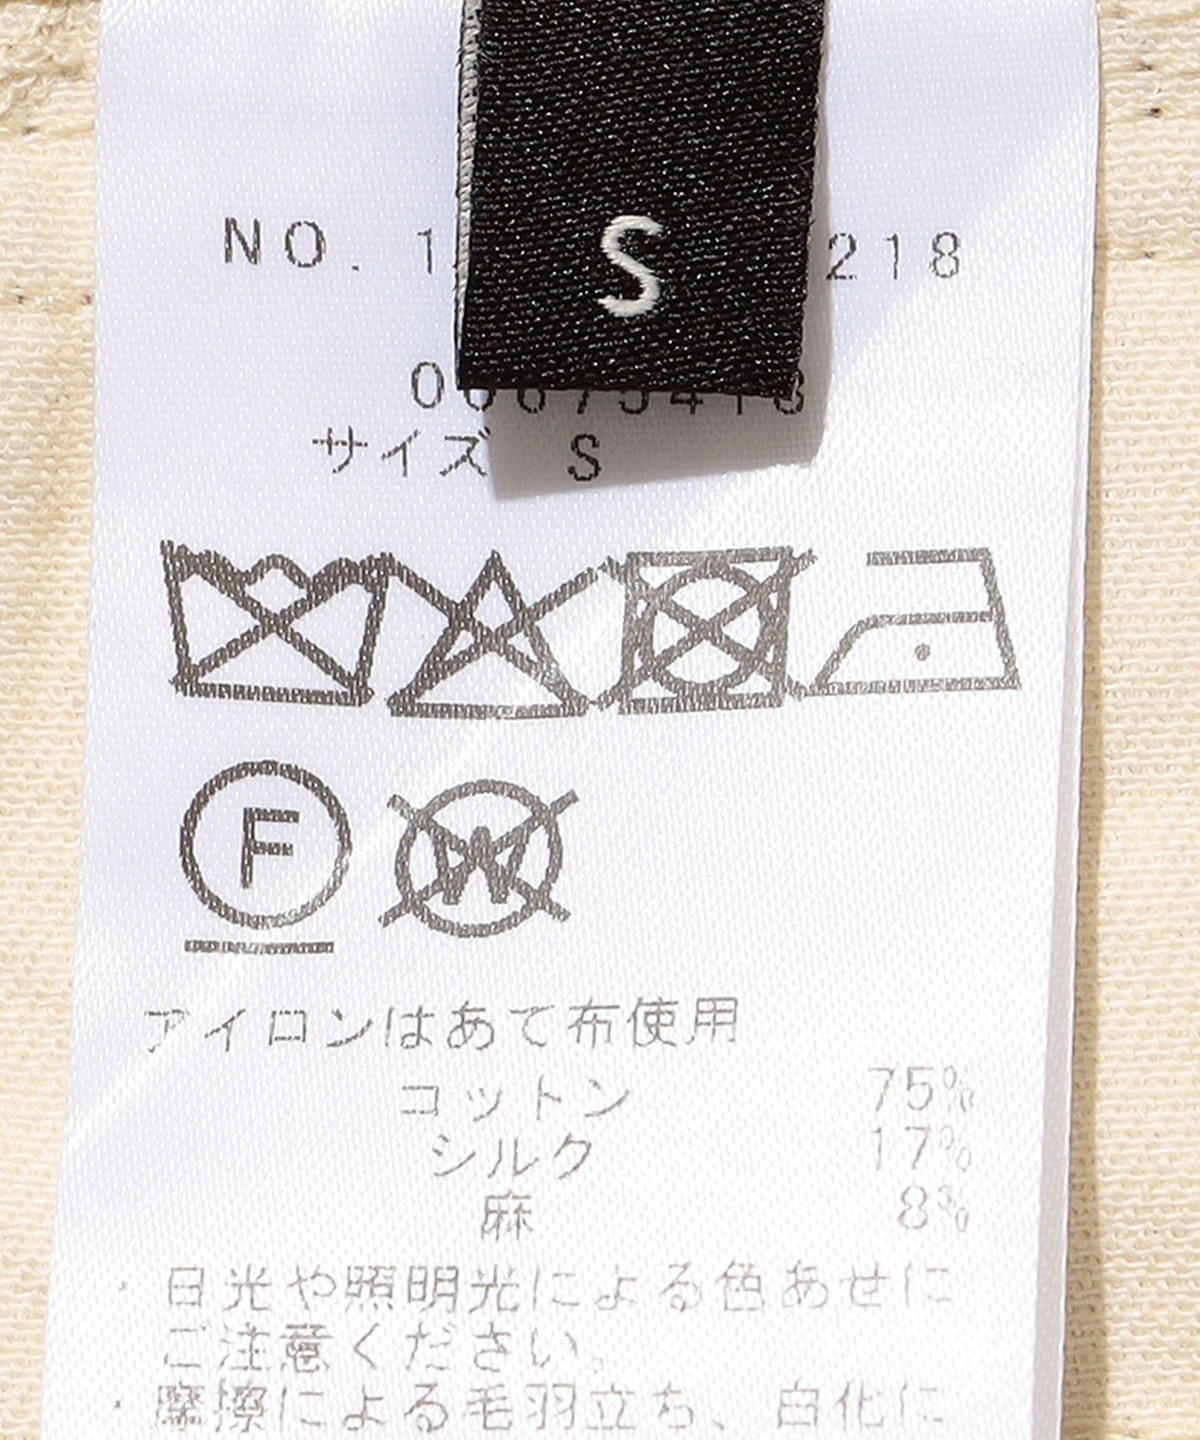 S
NO. 1 218
サイズ S
F
W
アイロンはあて布使用
コットン 75%
シルク 17%
麻 8%
・日光や照明光による色あせに
ご注意ください。
・摩擦による毛羽立ち、白化に